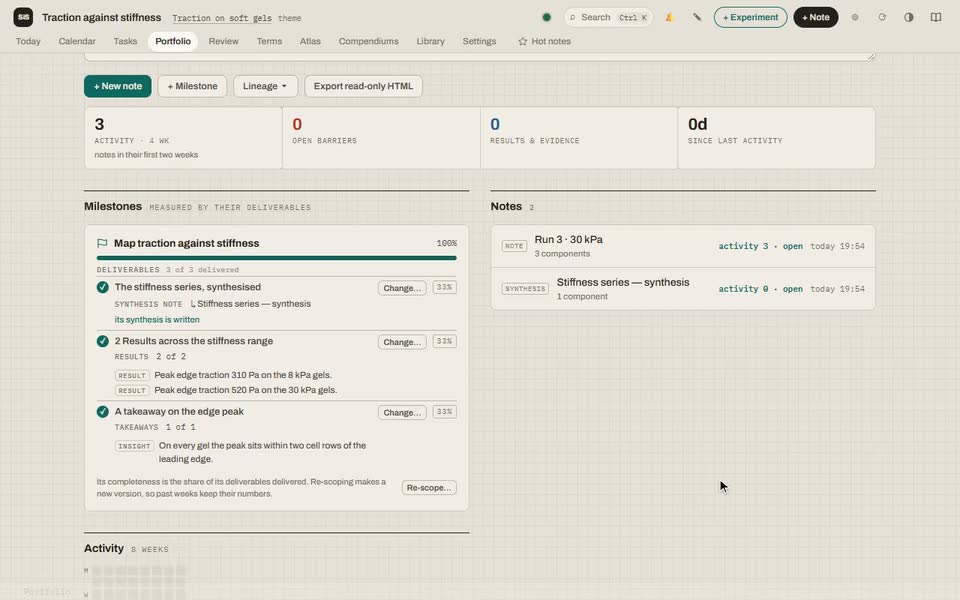 SIS Traction against stiffness Traction on soft gels theme Search Ctrl K + Experiment + Note
Today Calendar Tasks Portfolio Review Terms Atlas Compendiums Library Settings Hot notes
+ New note + Milestone Lineage Export read-only HTML
3
ACTIVITY · 4 WK
notes in their first two weeks
0
OPEN BARRIERS
0
RESULTS & EVIDENCE
0d
SINCE LAST ACTIVITY
Milestones MEASURED BY THEIR DELIVERABLES
Map traction against stiffness 100%
DELIVERABLES 3 of 3 delivered
The stiffness series, synthesised Change... 33%
SYNTHESIS NOTE Stiffness series — synthesis
its synthesis is written
2 Results across the stiffness range Change... 33%
RESULTS 2 of 2
RESULT Peak edge traction 310 Pa on the 8 kPa gels.
RESULT Peak edge traction 520 Pa on the 30 kPa gels.
A takeaway on the edge peak Change... 33%
TAKEAWAYS 1 of 1
INSIGHT On every gel the peak sits within two cell rows of the
leading edge.
Its completeness is the share of its deliverables delivered. Re-scoping makes a
new version, so past weeks keep their numbers.
Re-scope...
Notes 2
NOTE Run 3 · 30 kPa activity 3 · open today 19:54
3 components
SYNTHESIS Stiffness series — synthesis activity 0 · open today 19:54
1 component
Activity 8 WEEKS
M
W
Portfolio